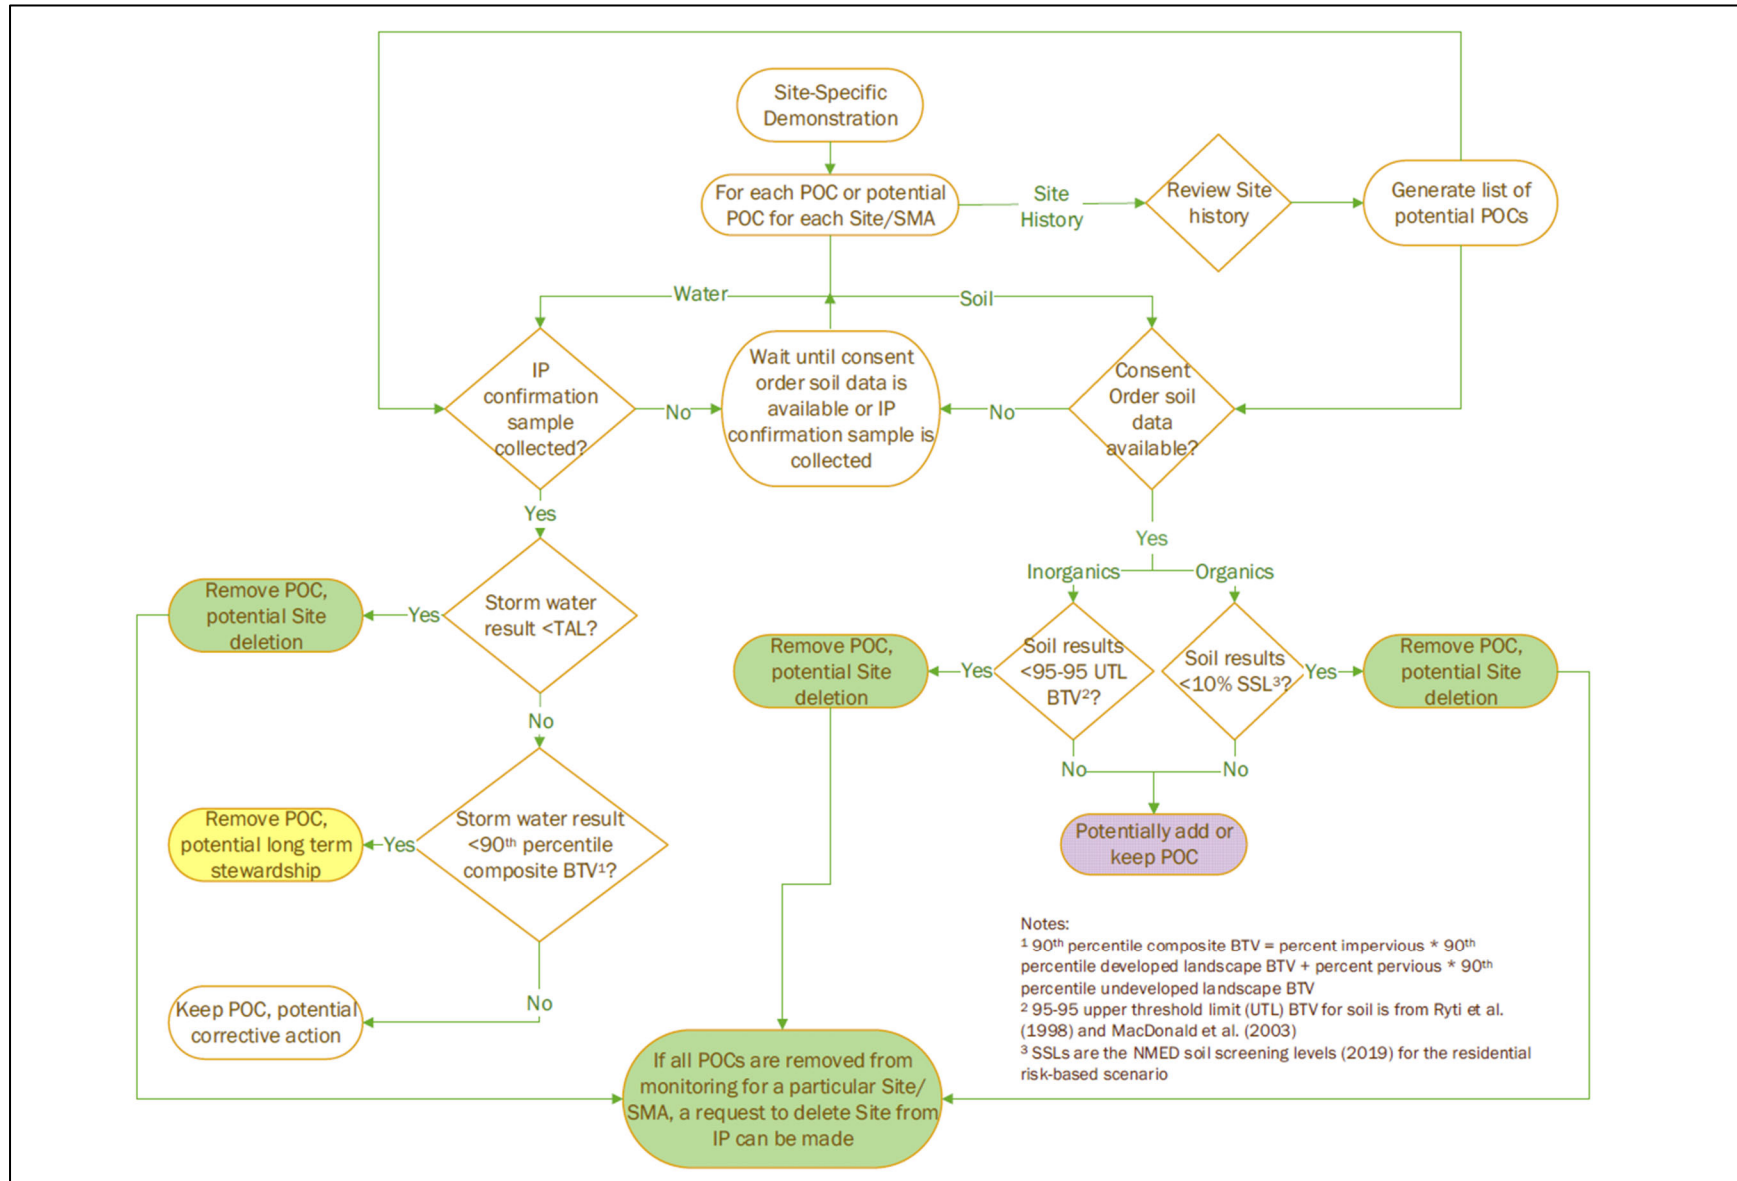 Site-Specific
Demonstration
For each POC or potential
POC for each Site/SMA
Site
History
Review Site
history
Generate list of
potential POCs
Water
Soil
IP
confirmation
sample
collected?
No
Wait until consent
order soil data is
available or IP
confirmation sample is
collected
No
Consent
Order soil
data
available?
Yes
Yes
Inorganics
Organics
Remove POC,
potential Site
deletion
Yes
Storm water
result <TAL?
Remove POC,
potential Site
deletion
Yes
Soil results
<95-95 UTL
BTV²?
Soil results
<10% SSL³?
Yes
Remove POC,
potential Site
deletion
No
No
No
Remove POC,
potential long term
stewardship
Yes
Storm water result
<90th percentile
composite BTV¹?
Potentially add or
keep POC
No
Keep POC, potential
corrective action
Notes:
¹ 90th percentile composite BTV = percent impervious * 90th
percentile developed landscape BTV + percent pervious * 90th
percentile undeveloped landscape BTV
² 95-95 upper threshold limit (UTL) BTV for soil is from Ryti et al.
(1998) and MacDonald et al. (2003)
³ SSLs are the NMED soil screening levels (2019) for the residential
risk-based scenario
If all POCs are removed from
monitoring for a particular Site/
SMA, a request to delete Site from
IP can be made